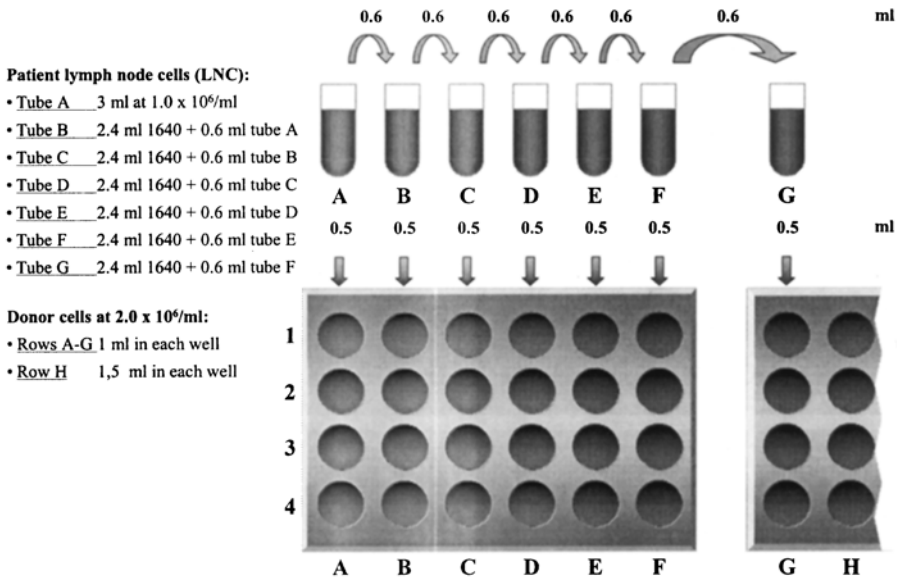 0.6 0.6 0.6 0.6 0.6 0.6 ml
Patient lymph node cells (LNC):
• Tube A 3 ml at 1.0 x 10⁶/ml
• Tube B 2.4 ml 1640 + 0.6 ml tube A
• Tube C 2.4 ml 1640 + 0.6 ml tube B
• Tube D 2.4 ml 1640 + 0.6 ml tube C
• Tube E 2.4 ml 1640 + 0.6 ml tube D
• Tube F 2.4 ml 1640 + 0.6 ml tube E
• Tube G 2.4 ml 1640 + 0.6 ml tube F
A B C D E F G
0.5 0.5 0.5 0.5 0.5 0.5 0.5 ml
Donor cells at 2.0 x 10⁶/ml:
• Rows A-G 1 ml in each well
• Row H 1,5 ml in each well
1
2
3
4
A B C D E F G H